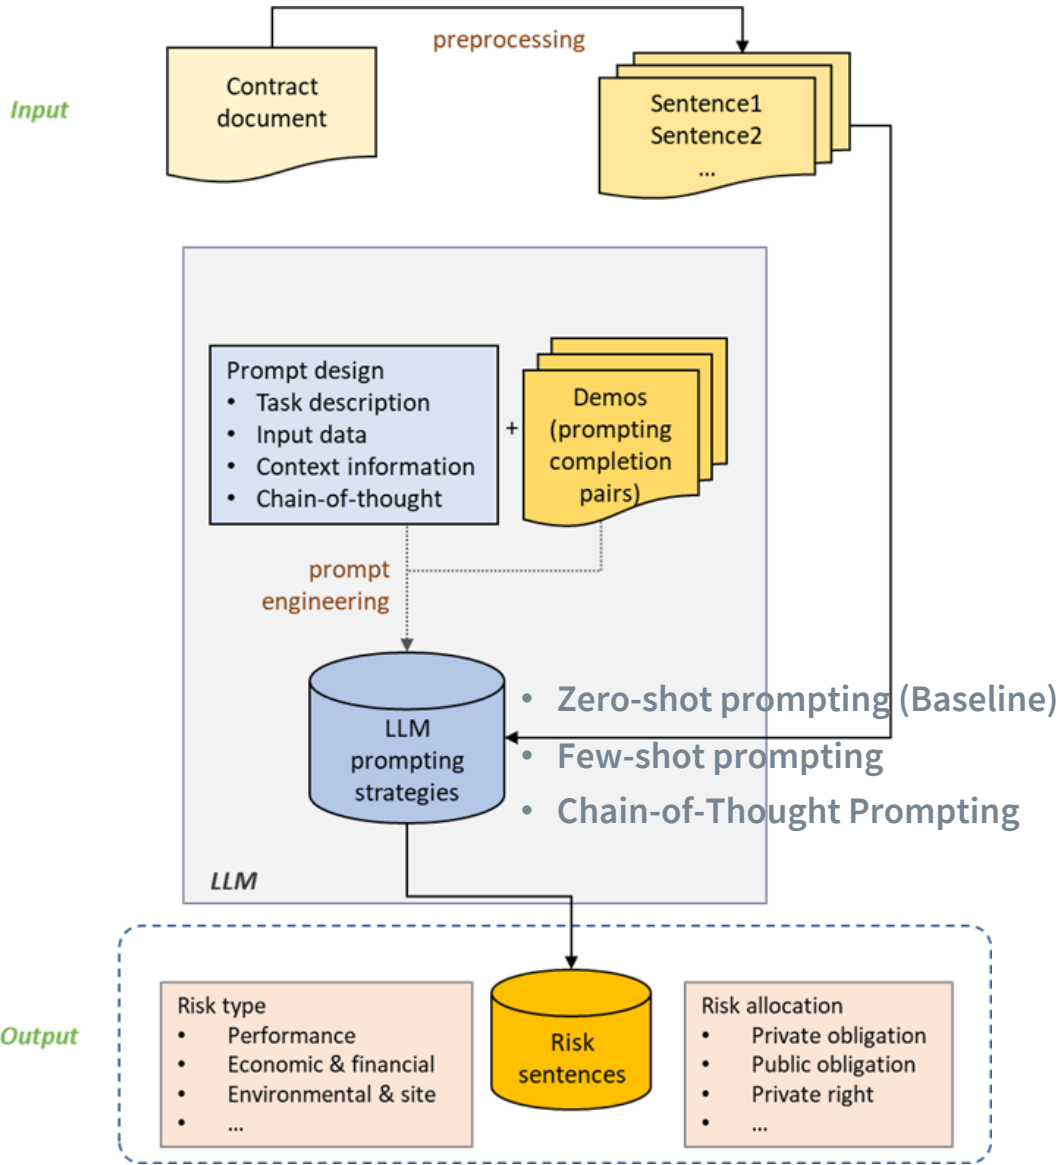 preprocessing
Input
Contract
document
Sentence1
Sentence2
...
Prompt design
• Task description
• Input data
• Context information
• Chain-of-thought
+
Demos
(prompting
completion
pairs)
prompt
engineering
LLM
prompting
strategies
• Zero-shot prompting (Baseline)
• Few-shot prompting
• Chain-of-Thought Prompting
LLM
Output
Risk type
• Performance
• Economic & financial
• Environmental & site
• ...
Risk
sentences
Risk allocation
• Private obligation
• Public obligation
• Private right
• ...